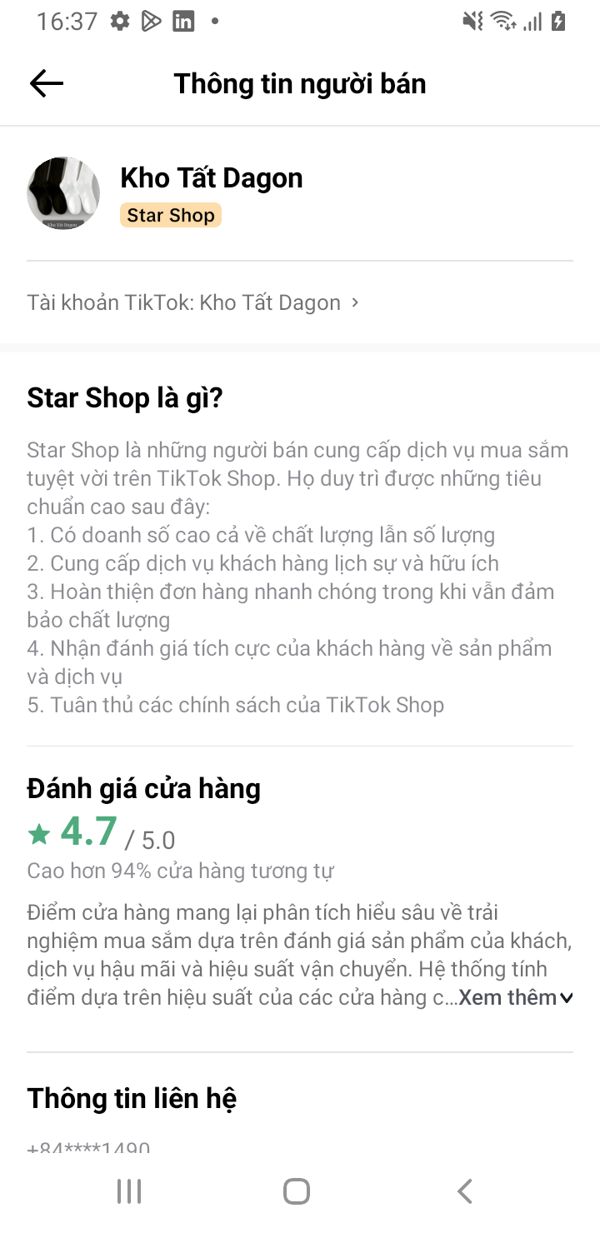 16:37
Thông tin người bán
Kho Tất Dagon
Star Shop
Tài khoản TikTok: Kho Tất Dagon
Star Shop là gì?
Star Shop là những người bán cung cấp dịch vụ mua sắm
tuyệt vời trên TikTok Shop. Họ duy trì được những tiêu
chuẩn cao sau đây:
1. Có doanh số cao cả về chất lượng lẫn số lượng
2. Cung cấp dịch vụ khách hàng lịch sự và hữu ích
3. Hoàn thiện đơn hàng nhanh chóng trong khi vẫn đảm
bảo chất lượng
4. Nhận đánh giá tích cực của khách hàng về sản phẩm
và dịch vụ
5. Tuân thủ các chính sách của TikTok Shop
Đánh giá cửa hàng
4.7 / 5.0
Cao hơn 94% cửa hàng tương tự
Điểm cửa hàng mang lại phân tích hiểu sâu về trải
nghiệm mua sắm dựa trên đánh giá sản phẩm của khách,
dịch vụ hậu mãi và hiệu suất vận chuyển. Hệ thống tính
điểm dựa trên hiệu suất của các cửa hàng c...Xem thêm
Thông tin liên hệ
+84****1490